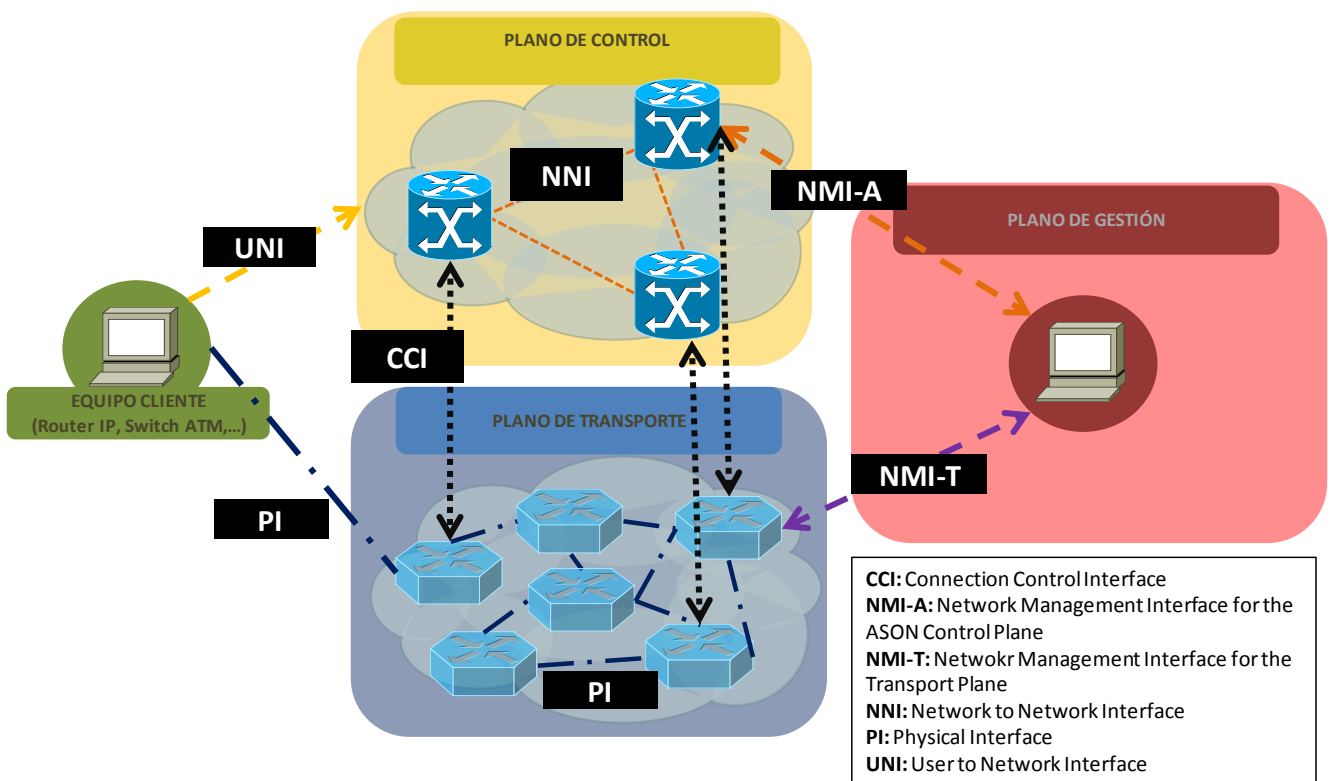 PLANO DE CONTROL
NNI
NMI-A
PLANO DE GESTIÓN
UNI
CCI
EQUIPO CLIENTE
(Router IP, Switch ATM,...)
PLANO DE TRANSPORTE
NMI-T
PI
PI
CCI: Connection Control Interface
NMI-A: Network Management Interface for the
ASON Control Plane
NMI-T: Netwokr Management Interface for the
Transport Plane
NNI: Network to Network Interface
PI: Physical Interface
UNI: User to Network Interface